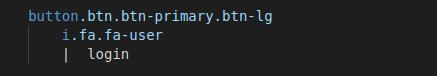 button.btn.btn-primary.btn-lg
i.fa.fa-user
| login